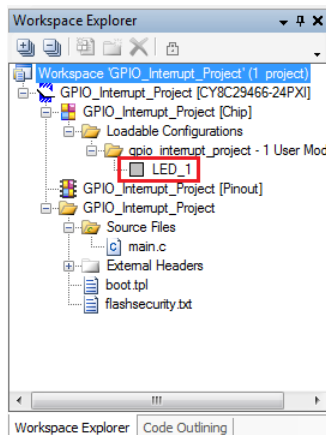 Workspace Explorer
Workspace 'GPIO_Interrupt_Project' (1 project)
GPIO_Interrupt_Project [CY8C29466-24PXI]
GPIO_Interrupt_Project [Chip]
Loadable Configurations
gpio_interrupt_project - 1 User Mod
LED_1
GPIO_Interrupt_Project [Pinout]
GPIO_Interrupt_Project
Source Files
main.c
External Headers
boot.tpl
flashsecurity.txt
Workspace Explorer Code Outlining